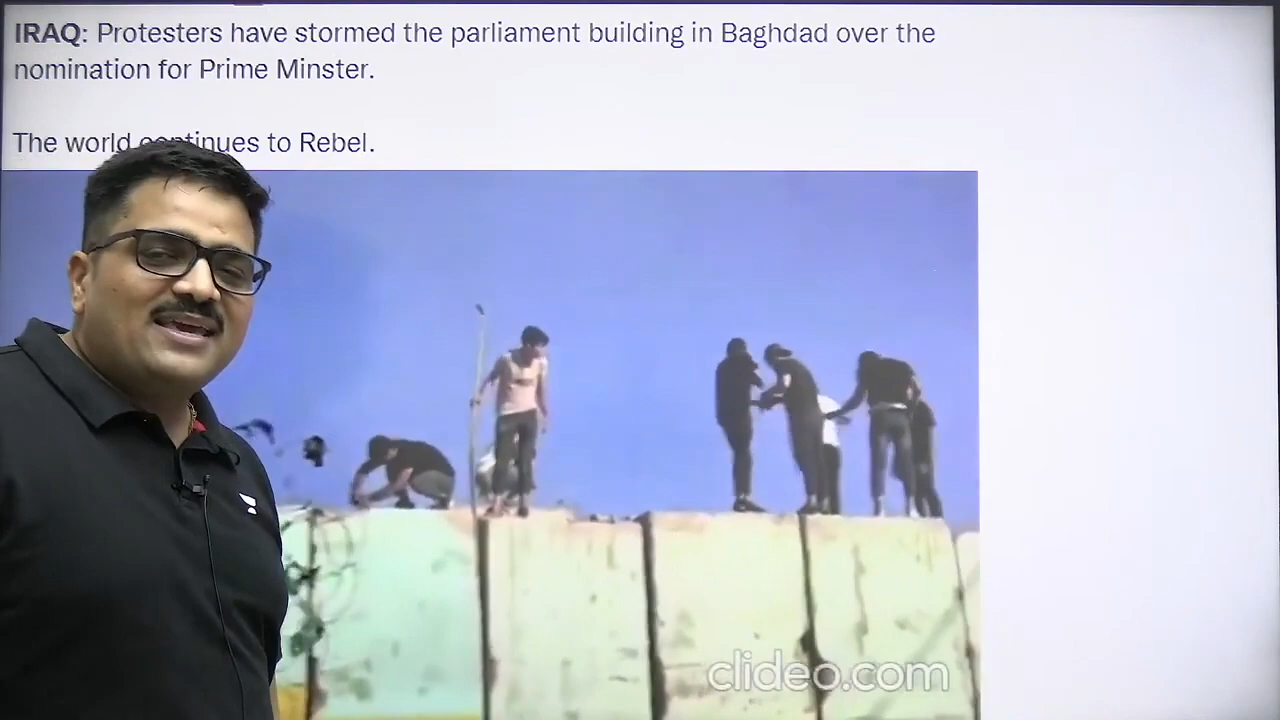 IRAQ: Protesters have stormed the parliament building in Baghdad over the
nomination for Prime Minster.
The world continues to Rebel.
clideo.com